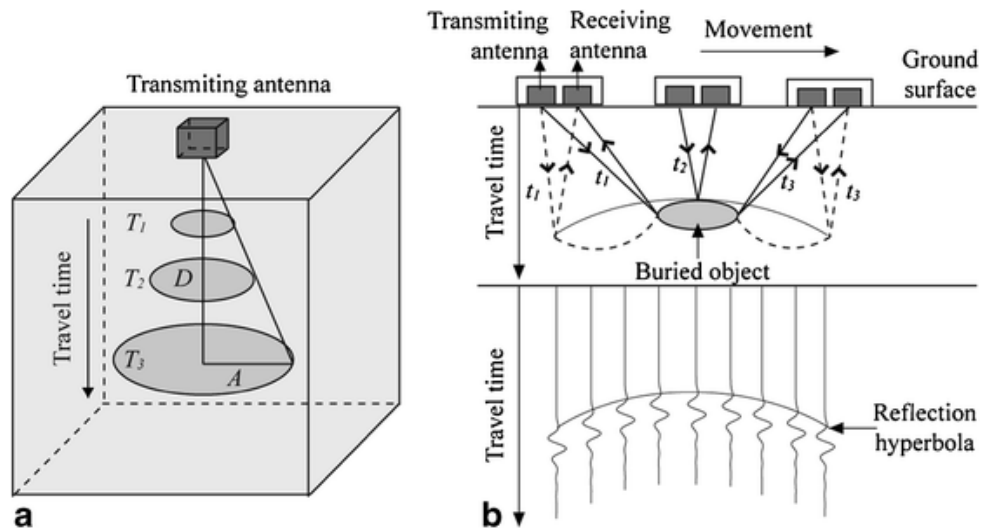 Transmiting antenna
Travel time
T1
T2
D
T3
A
a
Transmiting
antenna
Receiving
antenna
Movement
Ground
surface
Travel time
t1
t1
t2
t3
t3
Buried object
Travel time
Reflection
hyperbola
b